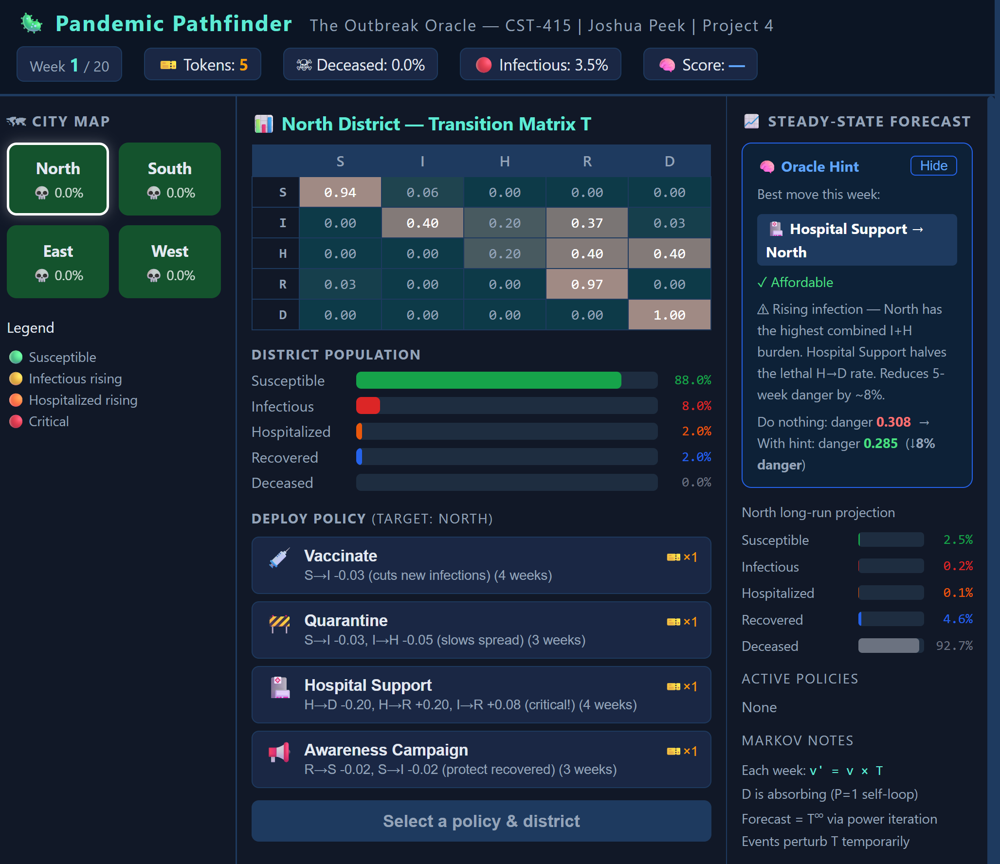 Pandemic Pathfinder The Outbreak Oracle — CST-415 | Joshua Peek | Project 4
Week 1 / 20
Tokens: 5
Deceased: 0.0%
Infectious: 3.5%
Score: —
CITY MAP
North
0.0%
South
0.0%
East
0.0%
West
0.0%
Legend
Susceptible
Infectious rising
Hospitalized rising
Critical
North District — Transition Matrix T
S I H R D
S 0.94 0.06 0.00 0.00 0.00
I 0.00 0.40 0.20 0.37 0.03
H 0.00 0.00 0.20 0.40 0.40
R 0.03 0.00 0.00 0.97 0.00
D 0.00 0.00 0.00 0.00 1.00
DISTRICT POPULATION
Susceptible 88.0%
Infectious 8.0%
Hospitalized 2.0%
Recovered 2.0%
Deceased 0.0%
DEPLOY POLICY (TARGET: NORTH)
Vaccinate ×1
S→I -0.03 (cuts new infections) (4 weeks)
Quarantine ×1
S→I -0.03, I→H -0.05 (slows spread) (3 weeks)
Hospital Support ×1
H→D -0.20, H→R +0.20, I→R +0.08 (critical!) (4 weeks)
Awareness Campaign ×1
R→S -0.02, S→I -0.02 (protect recovered) (3 weeks)
Select a policy & district
STEADY-STATE FORECAST
Oracle Hint Hide
Best move this week:
Hospital Support →
North
✓ Affordable
⚠ Rising infection — North has
the highest combined I+H
burden. Hospital Support halves
the lethal H→D rate. Reduces 5-
week danger by ~8%.
Do nothing: danger 0.308 →
With hint: danger 0.285 (↓8%
danger)
North long-run projection
Susceptible 2.5%
Infectious 0.2%
Hospitalized 0.1%
Recovered 4.6%
Deceased 92.7%
ACTIVE POLICIES
None
MARKOV NOTES
Each week: v' = v × T
D is absorbing (P=1 self-loop)
Forecast = T∞ via power iteration
Events perturb T temporarily